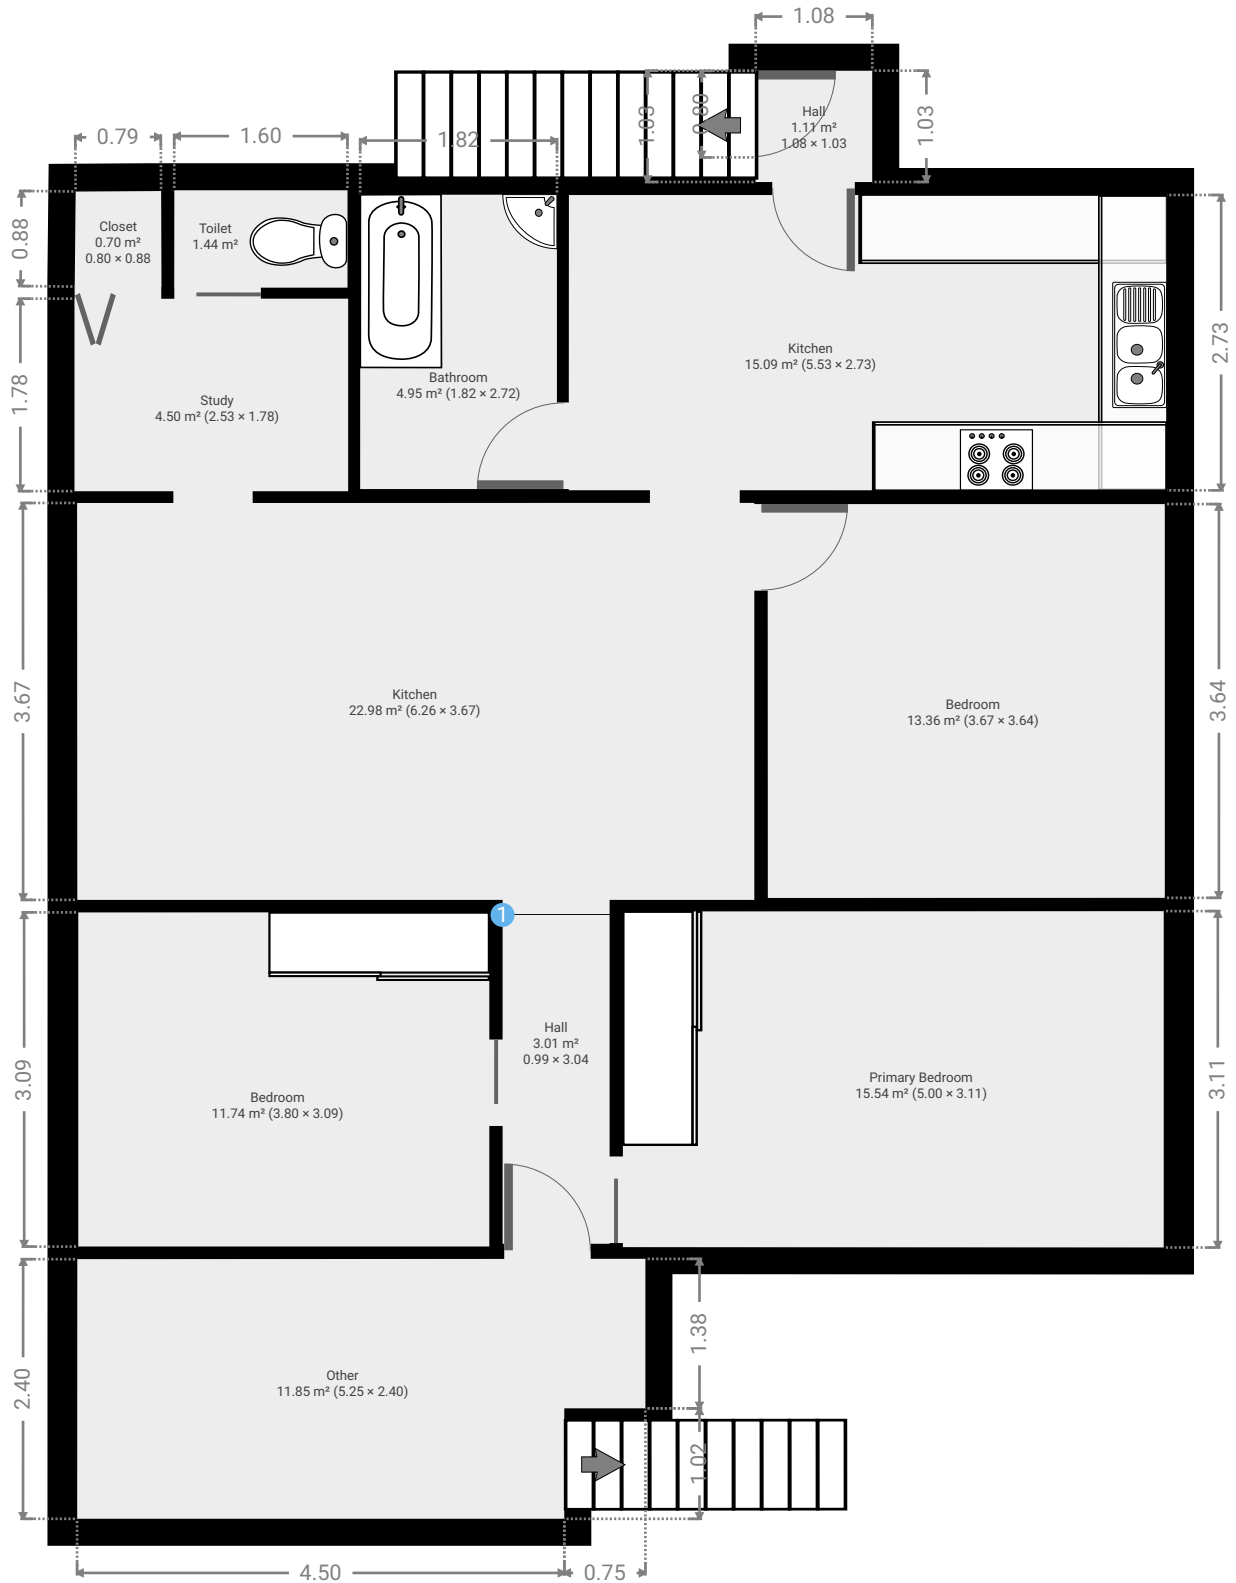 1.08
0.79
1.60
1.82
1.03
0.80
Hall
1.11 m²
1.08 × 1.03
1.03
0.88
Closet
0.70 m²
0.80 × 0.88
Toilet
1.44 m²
1.78
Study
4.50 m² (2.53 × 1.78)
Bathroom
4.95 m² (1.82 × 2.72)
Kitchen
15.09 m² (5.53 × 2.73)
2.73
3.67
Kitchen
22.98 m² (6.26 × 3.67)
Bedroom
13.36 m² (3.67 × 3.64)
3.64
1
3.09
Bedroom
11.74 m² (3.80 × 3.09)
Hall
3.01 m²
0.99 × 3.04
Primary Bedroom
15.54 m² (5.00 × 3.11)
3.11
2.40
Other
11.85 m² (5.25 × 2.40)
1.38
1.02
4.50
0.75